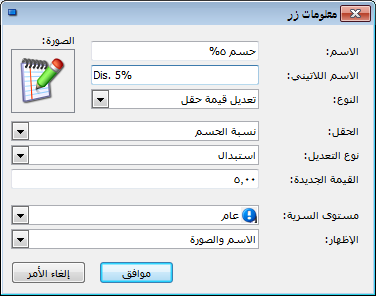 معلومات زر
الاسم: حسم ٥% الصورة:
الاسم اللاتيني: Dis. 5%
النوع: تعديل قيمة حقل
الحقل: نسبة الحسم
نوع التعديل: استبدال
القيمة الجديدة: ٥,٠٠
مستوى السرية: عام
الإظهار: الاسم والصورة
موافق إلغاء الأمر